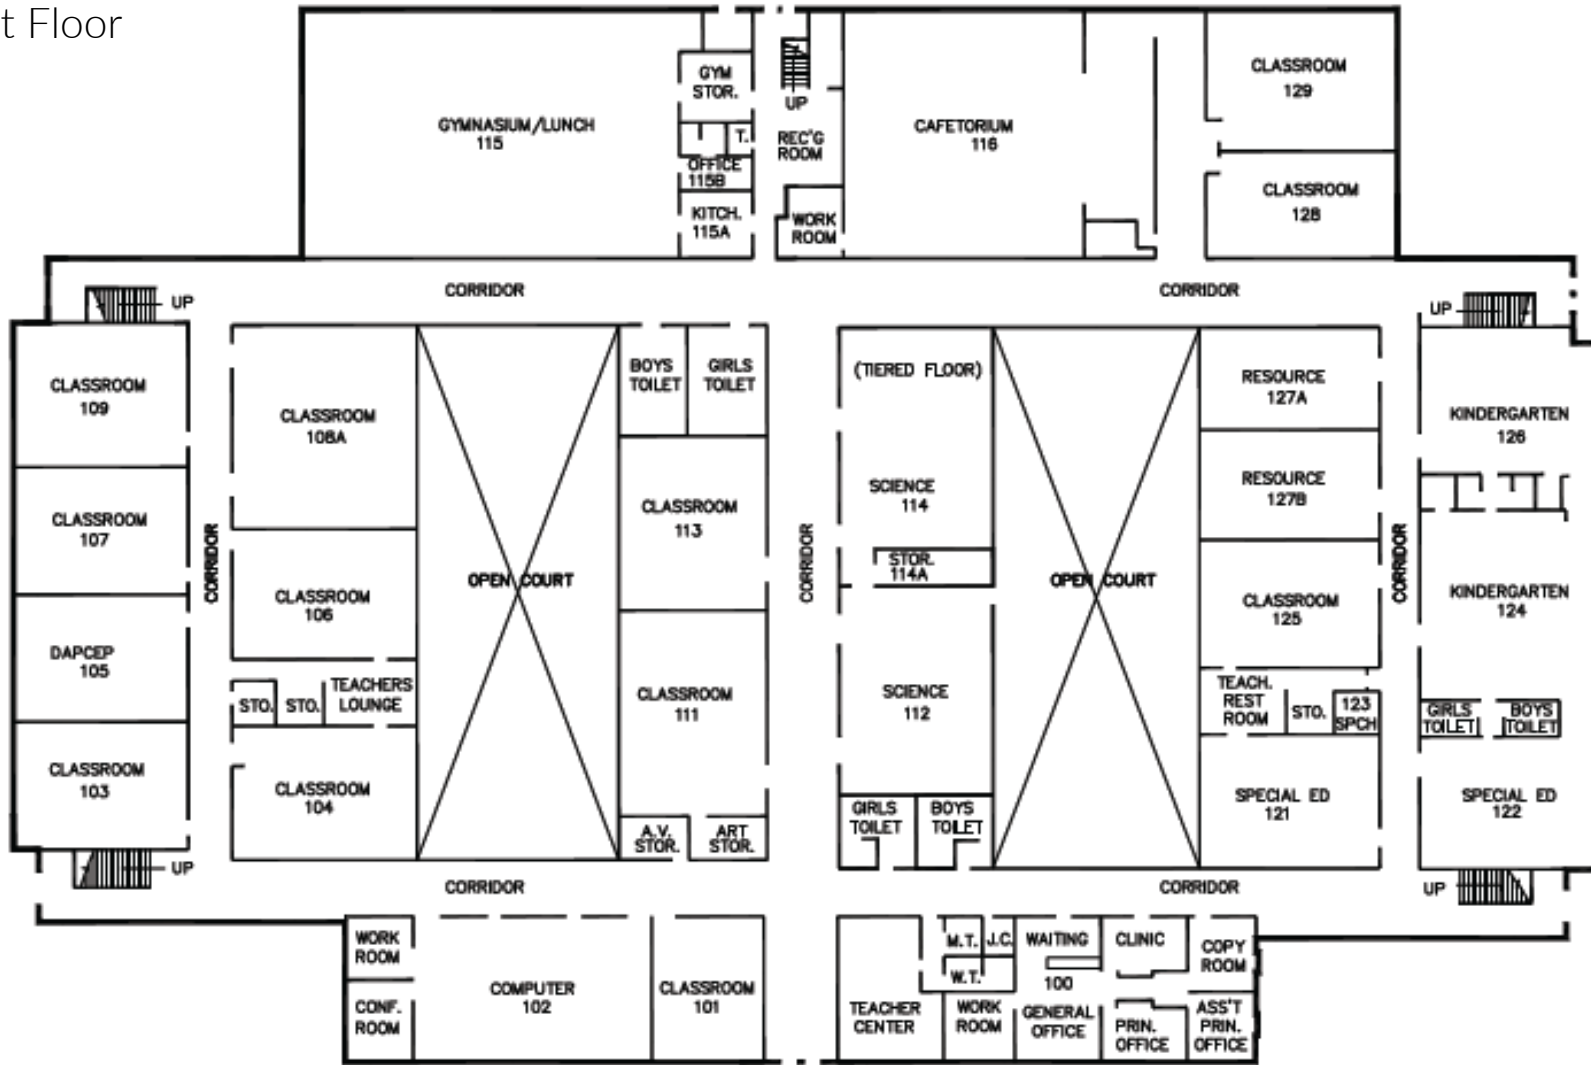 t Floor
GYMNASIUM/LUNCH
115
GYM
STOR.
T.
OFFICE
115B
KITCH.
115A
UP
REC'G
ROOM
WORK
ROOM
CAFETORIUM
116
CLASSROOM
129
CLASSROOM
128
CORRIDOR
CORRIDOR
UP
UP
CLASSROOM
109
CLASSROOM
107
DAPCEP
105
CLASSROOM
103
UP
CORRIDOR
CLASSROOM
108A
CLASSROOM
106
STO.
STO.
TEACHERS
LOUNGE
CLASSROOM
104
OPEN COURT
BOYS
TOILET
GIRLS
TOILET
CLASSROOM
113
CLASSROOM
111
A.V.
STOR.
ART
STOR.
CORRIDOR
(TIERED FLOOR)
SCIENCE
114
STOR.
114A
SCIENCE
112
GIRLS
TOILET
BOYS
TOILET
OPEN COURT
RESOURCE
127A
RESOURCE
127B
CLASSROOM
125
TEACH.
REST
ROOM
STO.
123
SPCH
SPECIAL ED
121
CORRIDOR
KINDERGARTEN
126
KINDERGARTEN
124
GIRLS
TOILET
BOYS
TOILET
SPECIAL ED
122
UP
CORRIDOR
CORRIDOR
WORK
ROOM
CONF.
ROOM
COMPUTER
102
CLASSROOM
101
TEACHER
CENTER
M.T.
J.C.
W.T.
WORK
ROOM
WAITING
100
GENERAL
OFFICE
CLINIC
PRIN.
OFFICE
COPY
ROOM
ASS'T
PRIN.
OFFICE